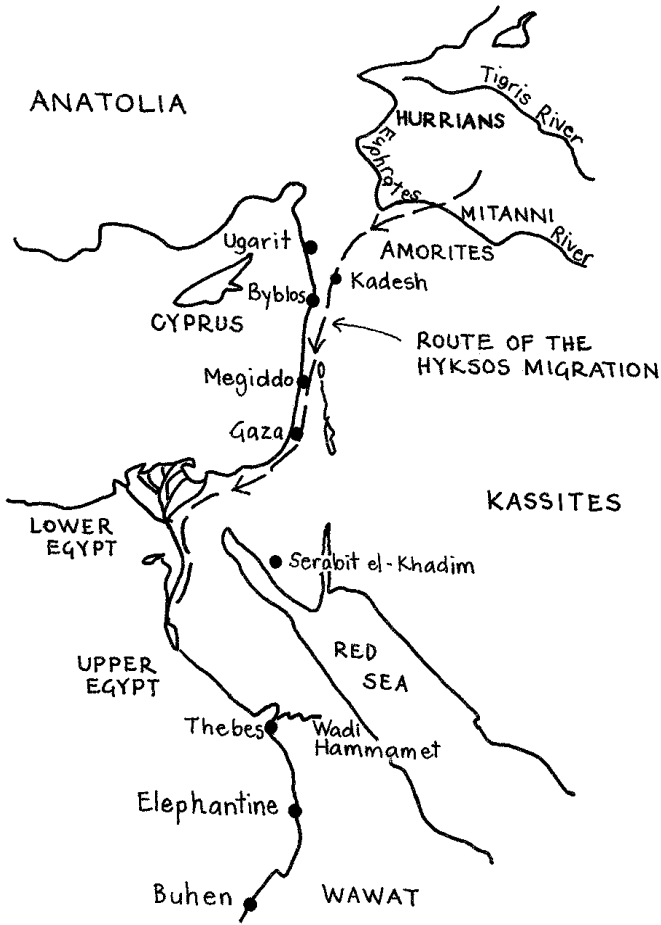 ANATOLIA
Tigris River
HURRIANS
Euphrates
River
MITANNI
AMORITES
Ugarit
Kadesh
Byblos
CYPRUS
ROUTE OF THE
HYKSOS MIGRATION
Megiddo
Gaza
KASSITES
LOWER
EGYPT
Serabit el-Khadim
RED
SEA
UPPER
EGYPT
Thebes
Wadi
Hammamet
Elephantine
Buhen
WAWAT